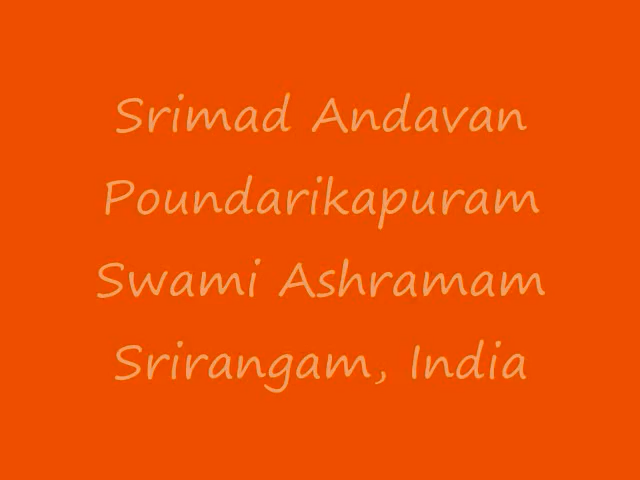 Srimad Andavan
Poundarikapuram
Swami Ashramam
Srirangam, India